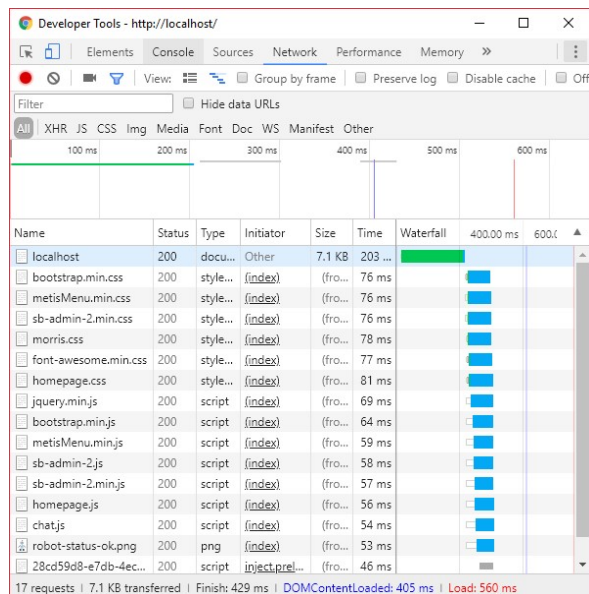 Developer Tools - http://localhost/
Elements Console Sources Network Performance Memory »
View: Group by frame Preserve log Disable cache Off
Filter Hide data URLs
All XHR JS CSS Img Media Font Doc WS Manifest Other
100 ms 200 ms 300 ms 400 ms 500 ms 600 ms
Name Status Type Initiator Size Time Waterfall 400.00 ms 600.0
localhost 200 docu... Other 7.1 KB 203 ...
bootstrap.min.css 200 style... (index) (fro... 76 ms
metisMenu.min.css 200 style... (index) (fro... 76 ms
sb-admin-2.min.css 200 style... (index) (fro... 76 ms
morris.css 200 style... (index) (fro... 78 ms
font-awesome.min.css 200 style... (index) (fro... 77 ms
homepage.css 200 style... (index) (fro... 81 ms
jquery.min.js 200 script (index) (fro... 69 ms
bootstrap.min.js 200 script (index) (fro... 64 ms
metisMenu.min.js 200 script (index) (fro... 59 ms
sb-admin-2.js 200 script (index) (fro... 58 ms
sb-admin-2.min.js 200 script (index) (fro... 57 ms
homepage.js 200 script (index) (fro... 56 ms
chat.js 200 script (index) (fro... 54 ms
robot-status-ok.png 200 png (index) (fro... 53 ms
28cd59d8-e7db-4ec... 200 script inject.prel... (fro... 46 ms
17 requests | 7.1 KB transferred | Finish: 429 ms | DOMContentLoaded: 405 ms | Load: 560 ms